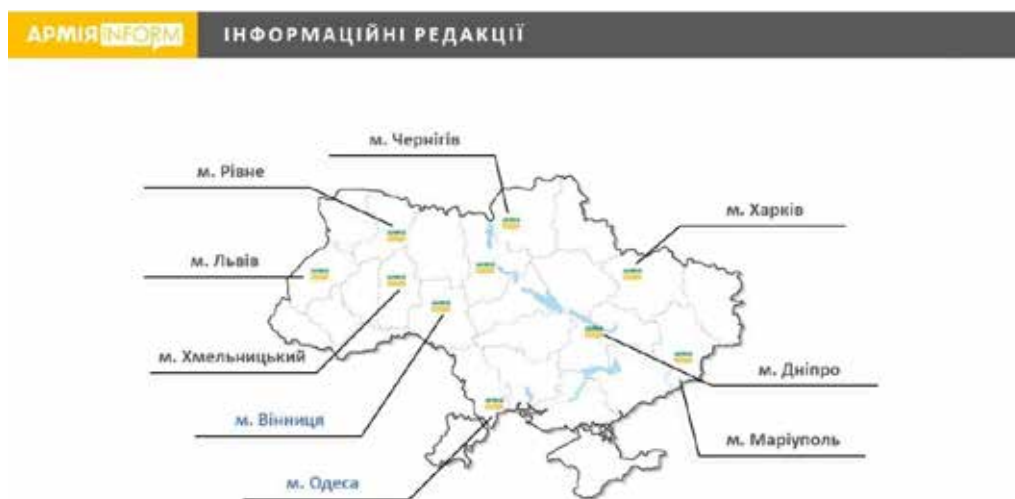 АРМІЯINFORM
ІНФОРМАЦІЙНІ РЕДАКЦІЇ
м. Чернігів
м. Рівне
м. Харків
м. Львів
м. Хмельницький
м. Дніпро
м. Вінниця
м. Маріуполь
м. Одеса